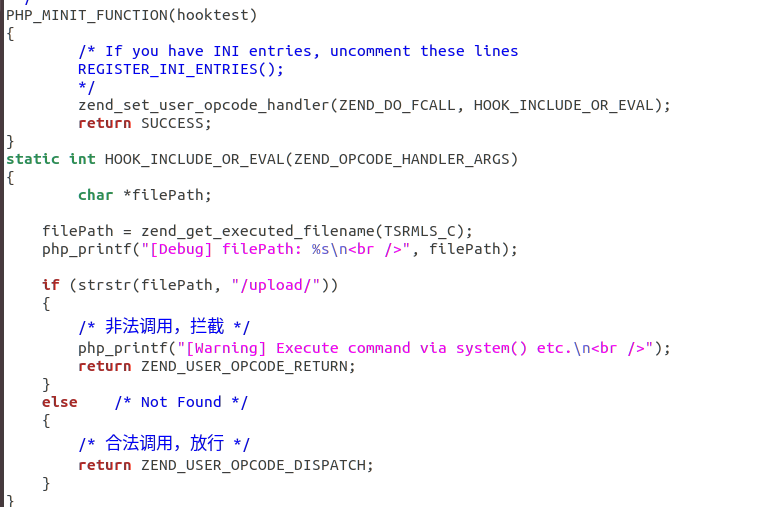 PHP_MINIT_FUNCTION(hooktest)
{
        /* If you have INI entries, uncomment these lines
        REGISTER_INI_ENTRIES();
        */
        zend_set_user_opcode_handler(ZEND_DO_FCALL, HOOK_INCLUDE_OR_EVAL);
        return SUCCESS;
}
static int HOOK_INCLUDE_OR_EVAL(ZEND_OPCODE_HANDLER_ARGS)
{
        char *filePath;

    filePath = zend_get_executed_filename(TSRMLS_C);
    php_printf("[Debug] filePath: %s\n<br />", filePath);

    if (strstr(filePath, "/upload/"))
    {
        /* 非法调用，拦截 */
        php_printf("[Warning] Execute command via system() etc.\n<br />");
        return ZEND_USER_OPCODE_RETURN;
    }
    else    /* Not Found */
    {
        /* 合法调用，放行 */
        return ZEND_USER_OPCODE_DISPATCH;
    }
}